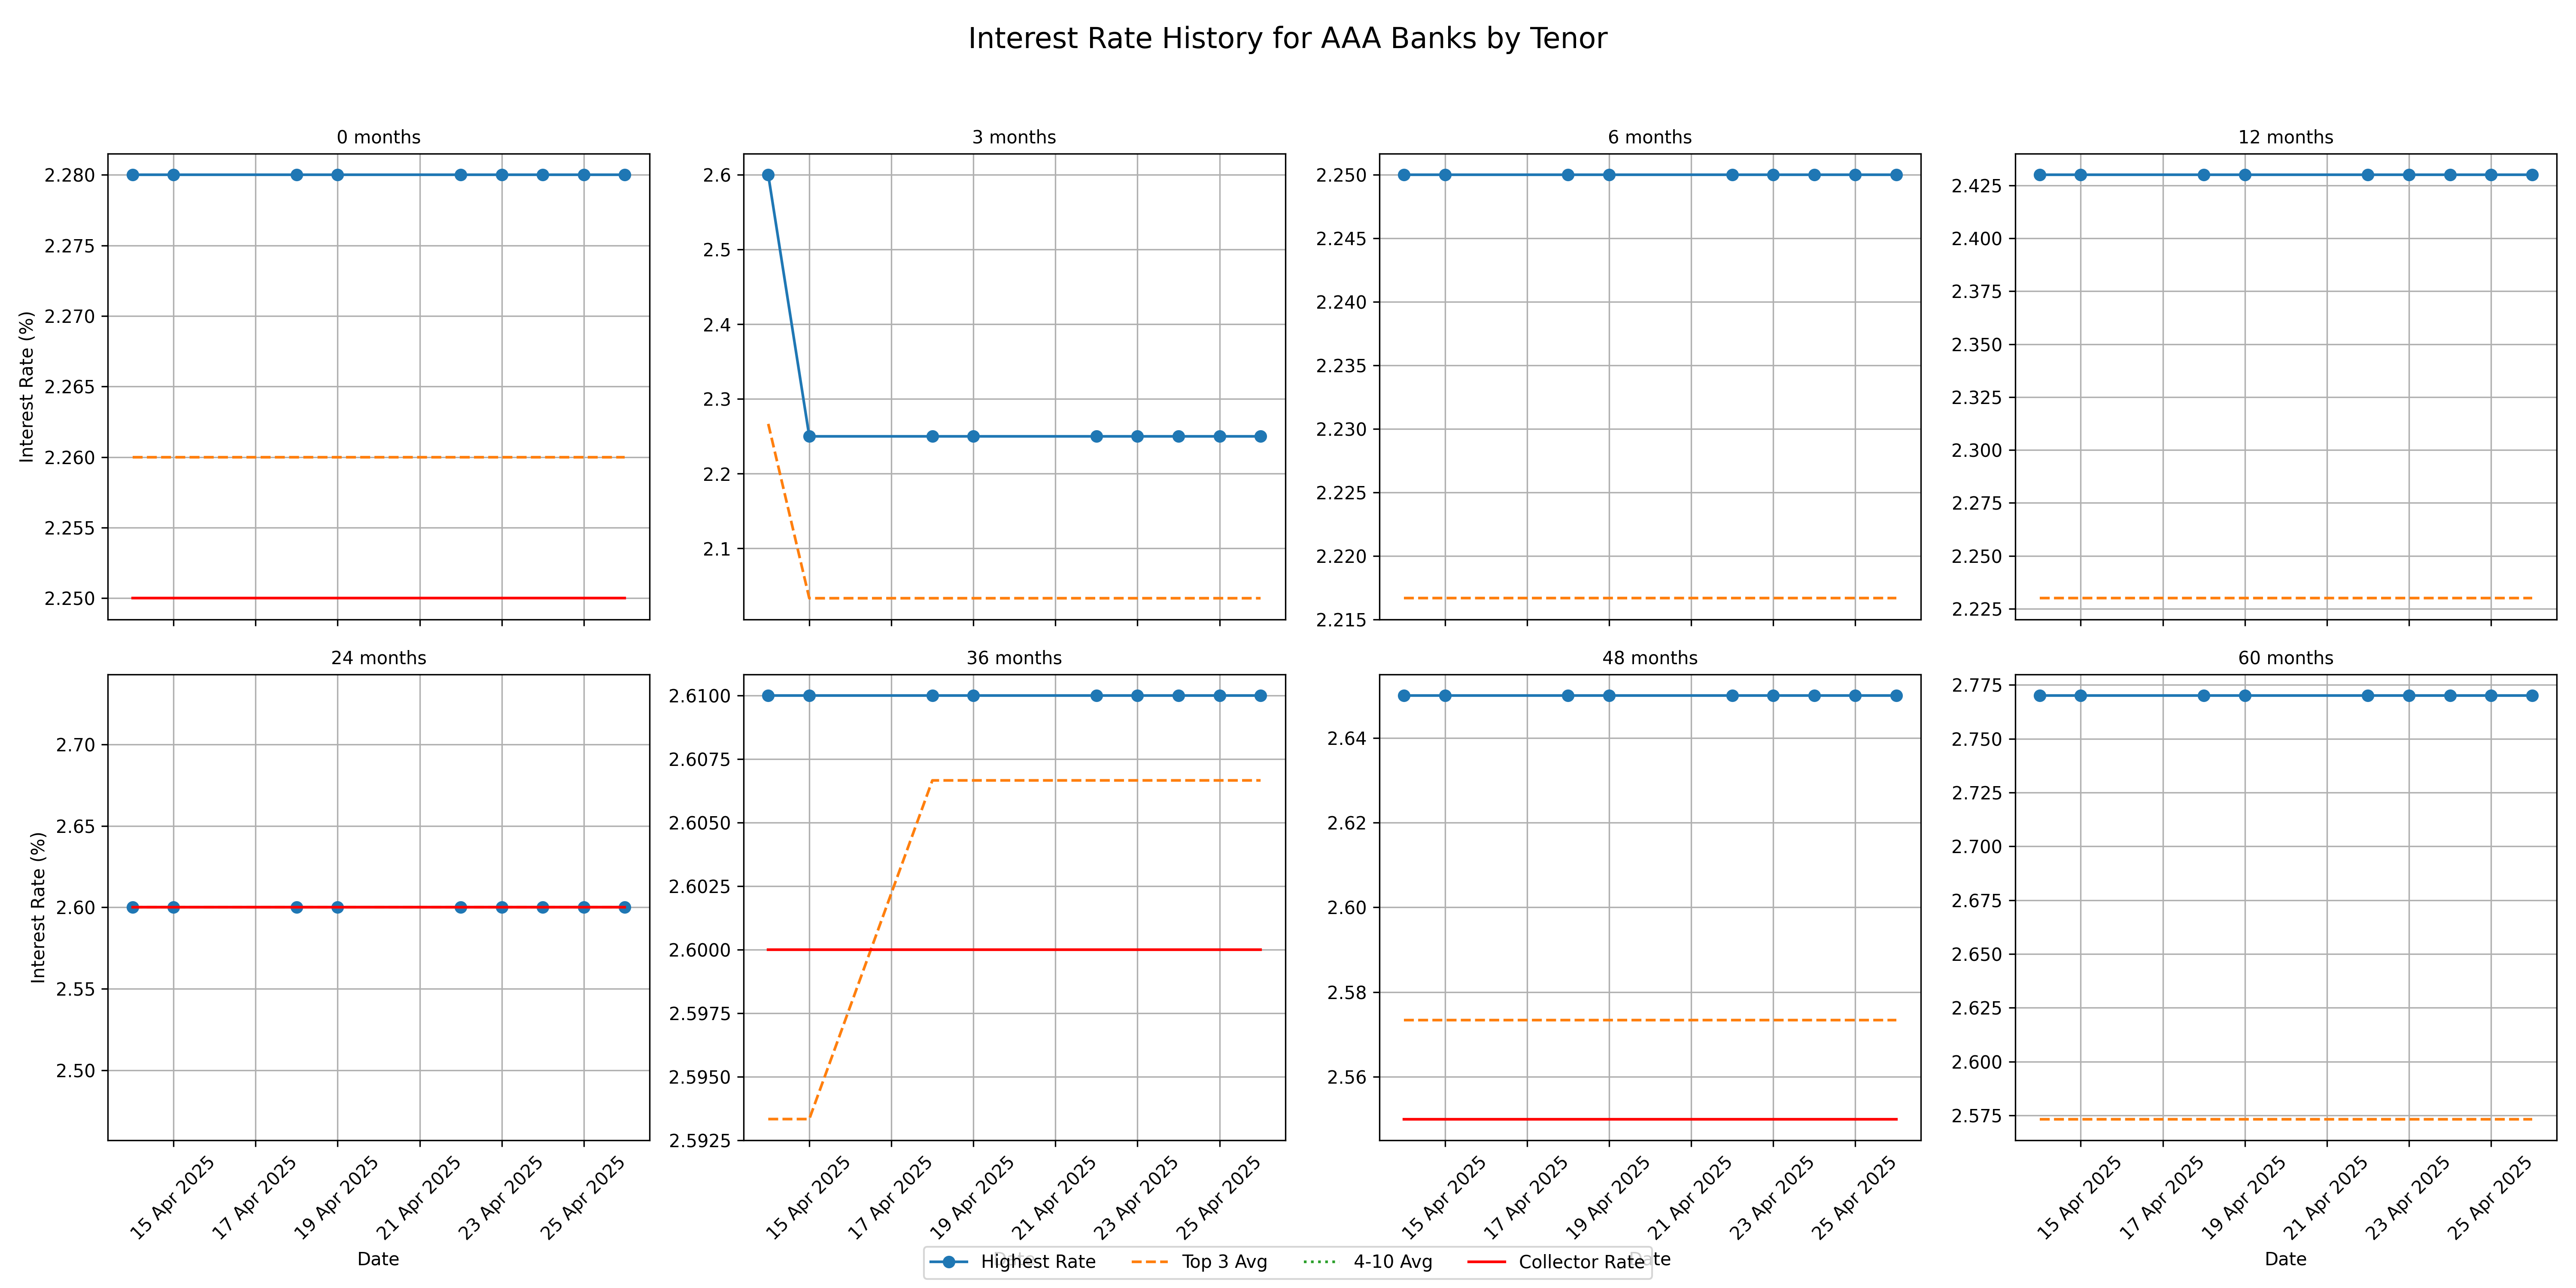 Interest Rate History for AAA Banks by Tenor
0 months
3 months
6 months
12 months
Interest Rate (%)
2.280
2.275
2.270
2.265
2.260
2.255
2.250
2.6
2.5
2.4
2.3
2.2
2.1
2.250
2.245
2.240
2.235
2.230
2.225
2.220
2.215
2.425
2.400
2.375
2.350
2.325
2.300
2.275
2.250
2.225
24 months
36 months
48 months
60 months
Interest Rate (%)
2.70
2.65
2.60
2.55
2.50
2.6100
2.6075
2.6050
2.6025
2.6000
2.5975
2.5950
2.5925
2.64
2.62
2.60
2.58
2.56
2.775
2.750
2.725
2.700
2.675
2.650
2.625
2.600
2.575
15 Apr 2025
17 Apr 2025
19 Apr 2025
21 Apr 2025
23 Apr 2025
25 Apr 2025
15 Apr 2025
17 Apr 2025
19 Apr 2025
21 Apr 2025
23 Apr 2025
25 Apr 2025
15 Apr 2025
17 Apr 2025
19 Apr 2025
21 Apr 2025
23 Apr 2025
25 Apr 2025
15 Apr 2025
17 Apr 2025
19 Apr 2025
21 Apr 2025
23 Apr 2025
25 Apr 2025
Date
Date
Date
Date
Highest Rate
Top 3 Avg
4-10 Avg
Collector Rate